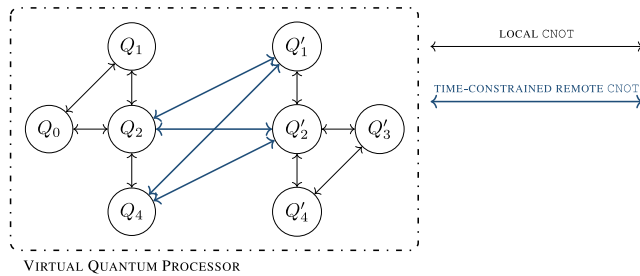 Q₁ Q′₁
LOCAL CNOT
TIME-CONSTRAINED REMOTE CNOT
Q₀ Q₂ Q′₂ Q′₃
Q₄ Q′₄
VIRTUAL QUANTUM PROCESSOR